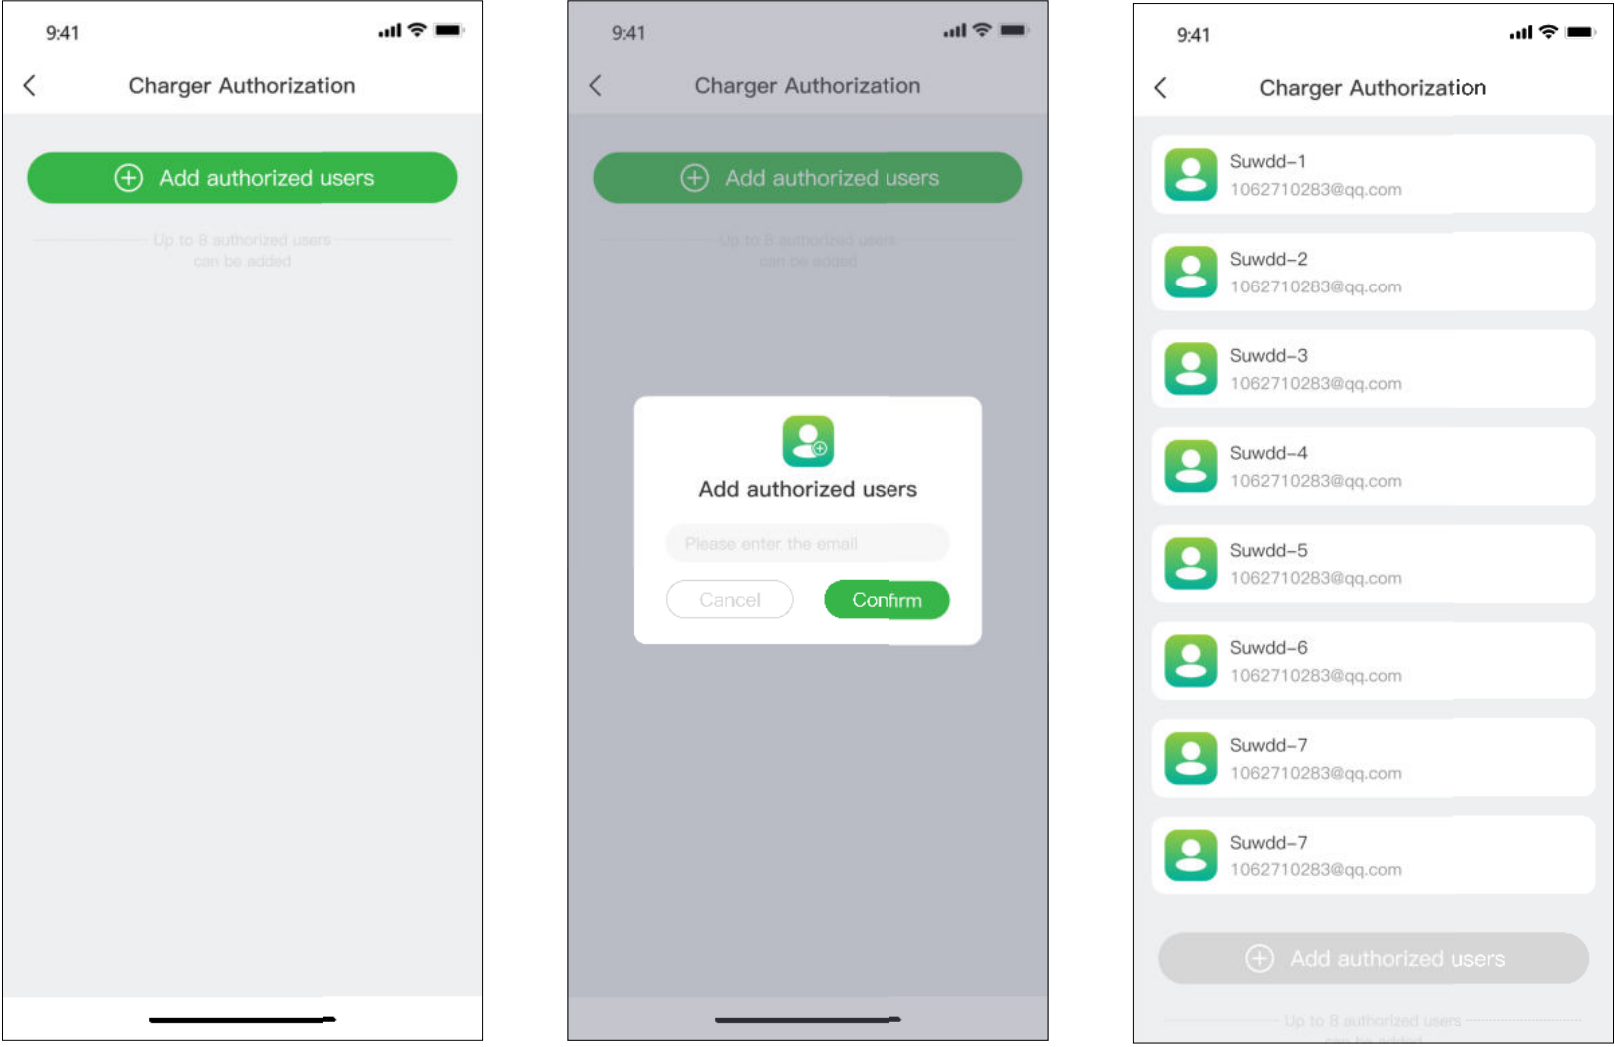 9:41
Charger Authorization
Add authorized users
Up to 8 authorized users
can be added
9:41
Charger Authorization
Add authorized users
Up to 8 authorized users
can be added
Add authorized users
Please enter the email
Cancel
Confirm
9:41
Charger Authorization
Suwdd-1
1062710283@qq.com
Suwdd-2
1062710283@qq.com
Suwdd-3
1062710283@qq.com
Suwdd-4
1062710283@qq.com
Suwdd-5
1062710283@qq.com
Suwdd-6
1062710283@qq.com
Suwdd-7
1062710283@qq.com
Suwdd-7
1062710283@qq.com
Add authorized users
Up to 8 authorized users
can be added